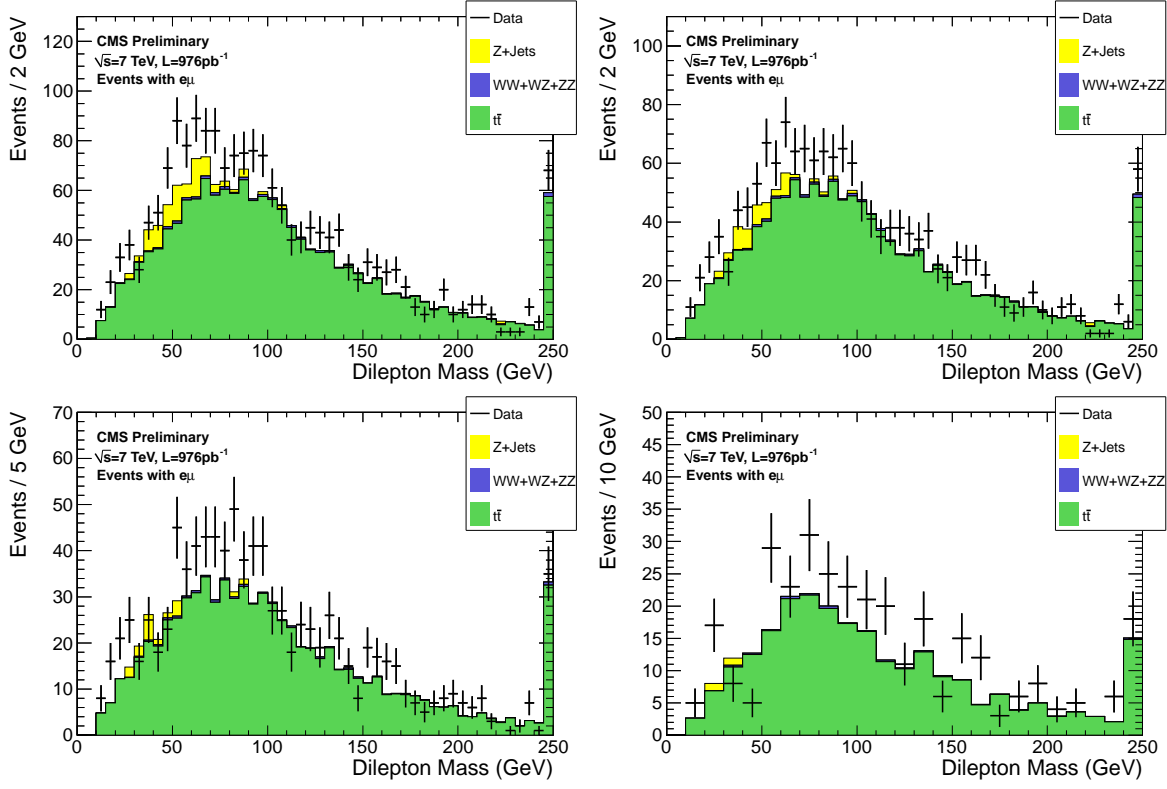 Events / 2 GeV
0
20
40
60
80
100
120
CMS Preliminary
√s=7 TeV, L=976pb⁻¹
Events with eμ
Data
Z+Jets
WW+WZ+ZZ
tt̄
0 50 100 150 200 250
Dilepton Mass (GeV)
Events / 2 GeV
0
20
40
60
80
100
CMS Preliminary
√s=7 TeV, L=976pb⁻¹
Events with eμ
Data
Z+Jets
WW+WZ+ZZ
tt̄
0 50 100 150 200 250
Dilepton Mass (GeV)
Events / 5 GeV
0
10
20
30
40
50
60
70
CMS Preliminary
√s=7 TeV, L=976pb⁻¹
Events with eμ
Data
Z+Jets
WW+WZ+ZZ
tt̄
0 50 100 150 200 250
Dilepton Mass (GeV)
Events / 10 GeV
0
5
10
15
20
25
30
35
40
45
50
CMS Preliminary
√s=7 TeV, L=976pb⁻¹
Events with eμ
Data
Z+Jets
WW+WZ+ZZ
tt̄
0 50 100 150 200 250
Dilepton Mass (GeV)